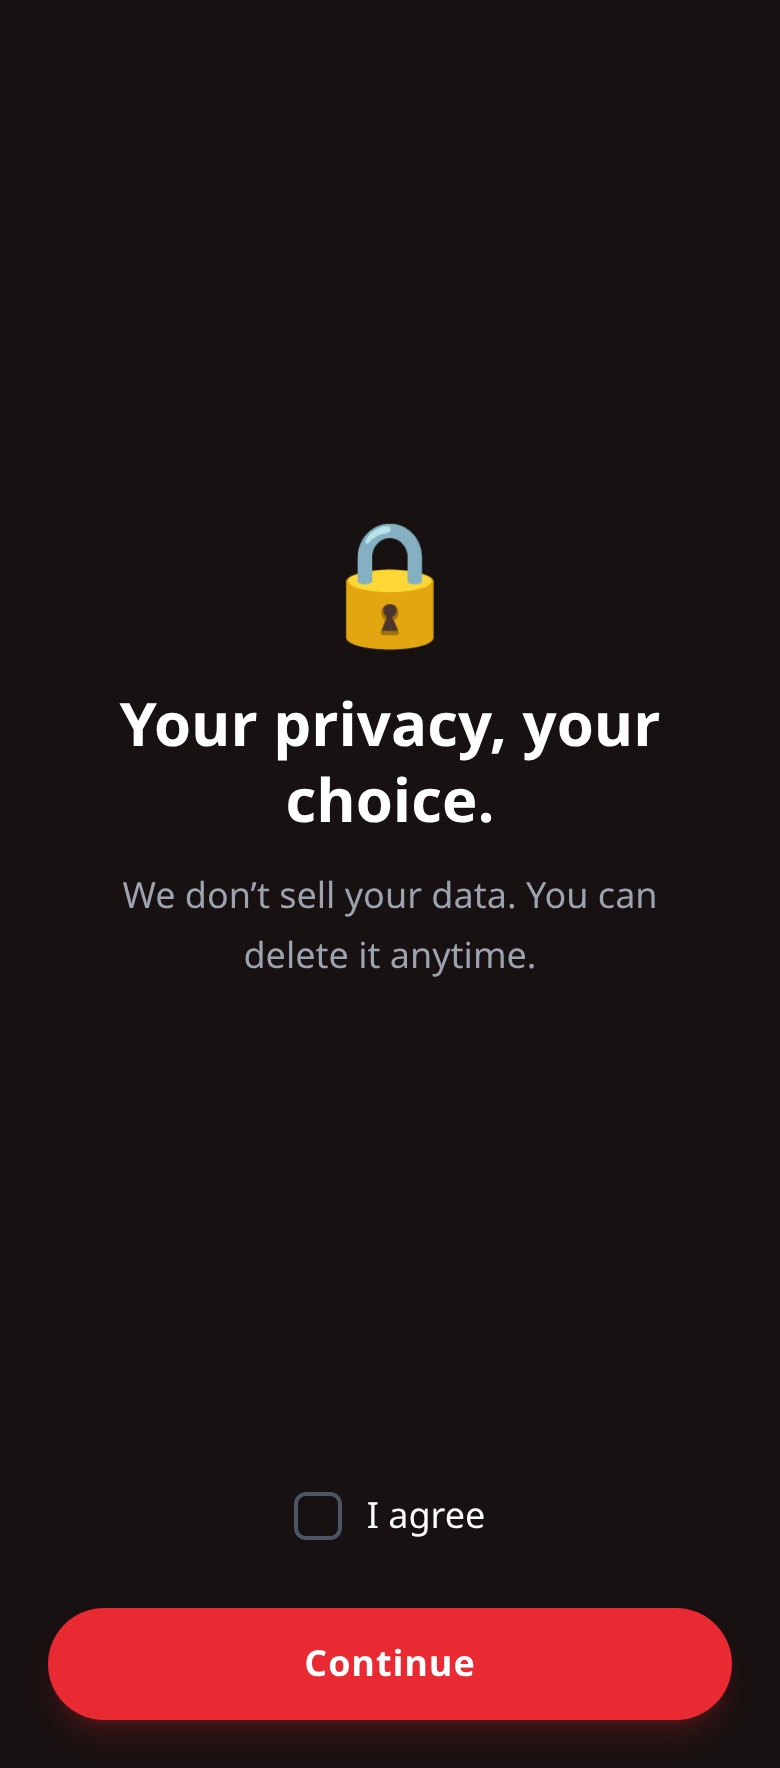 Your privacy, your
choice.
We don’t sell your data. You can
delete it anytime.
I agree
Continue